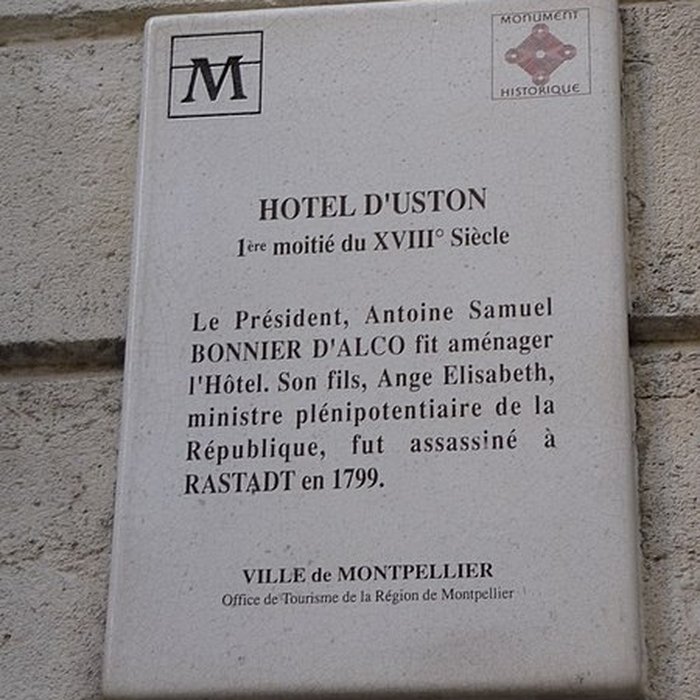 M
MONUMENT
HISTORIQUE
HOTEL D'USTON
1ère moitié du XVIII° Siècle
Le Président, Antoine Samuel
BONNIER D'ALCO fit aménager
l'Hôtel. Son fils, Ange Elisabeth,
ministre plénipotentiaire de la
République, fut assassiné à
RASTADT en 1799.
VILLE de MONTPELLIER
Office de Tourisme de la Région de Montpellier